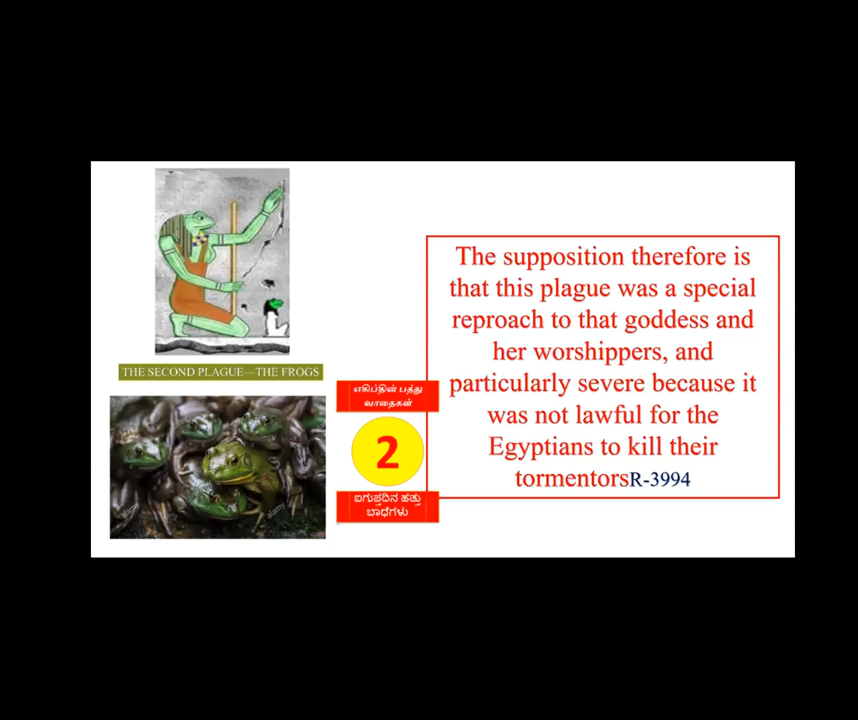 THE SECOND PLAGUE—THE FROGS
alamy
alamy
எகிப்தின் பத்து
வாதைகள்
2
ಐಗುಪ್ತದಿನ ಹತ್ತು
ಬಾಧೆಗಳು
The supposition therefore is
that this plague was a special
reproach to that goddess and
her worshippers, and
particularly severe because it
was not lawful for the
Egyptians to kill their
tormentorsR-3994